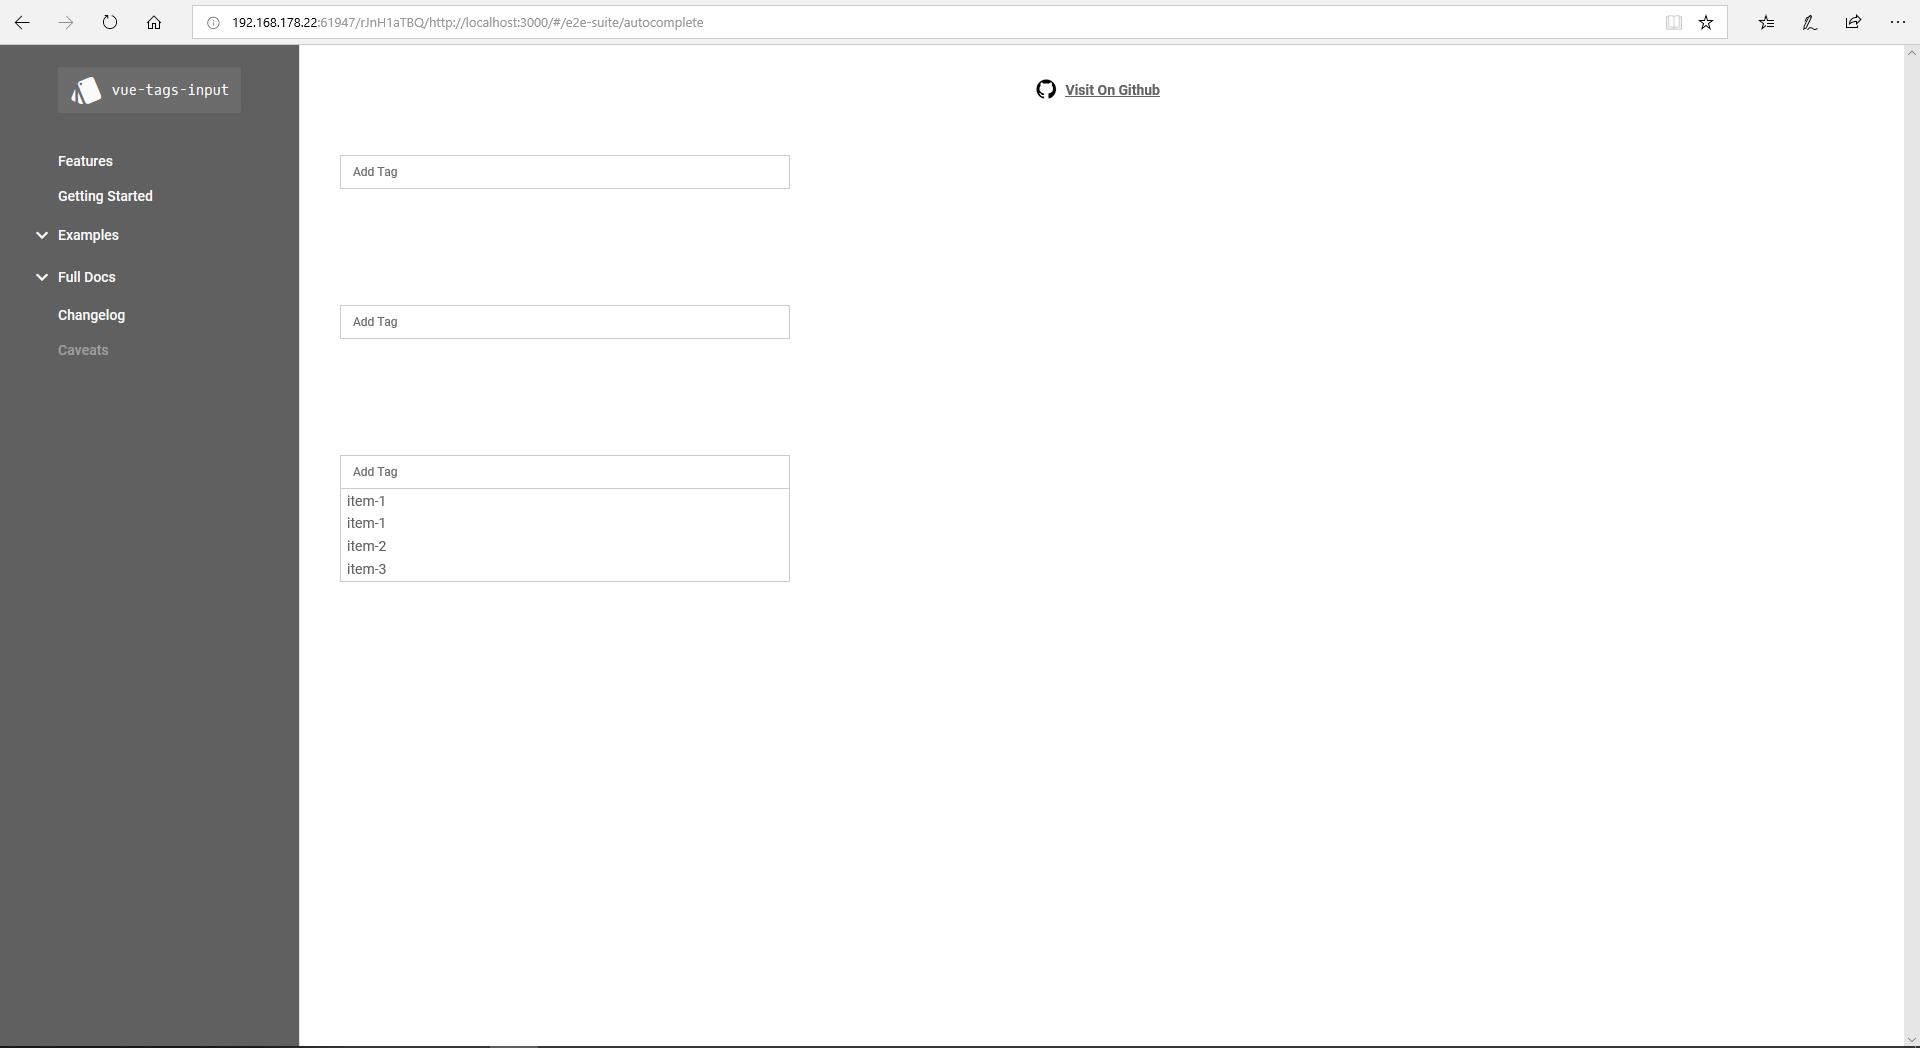 192.168.178.22:61947/rJnH1aTBQ/http://localhost:3000/#/e2e-suite/autocomplete
vue-tags-input
Visit On Github
Features
Getting Started
Examples
Full Docs
Changelog
Caveats
Add Tag
Add Tag
Add Tag
item-1
item-1
item-2
item-3